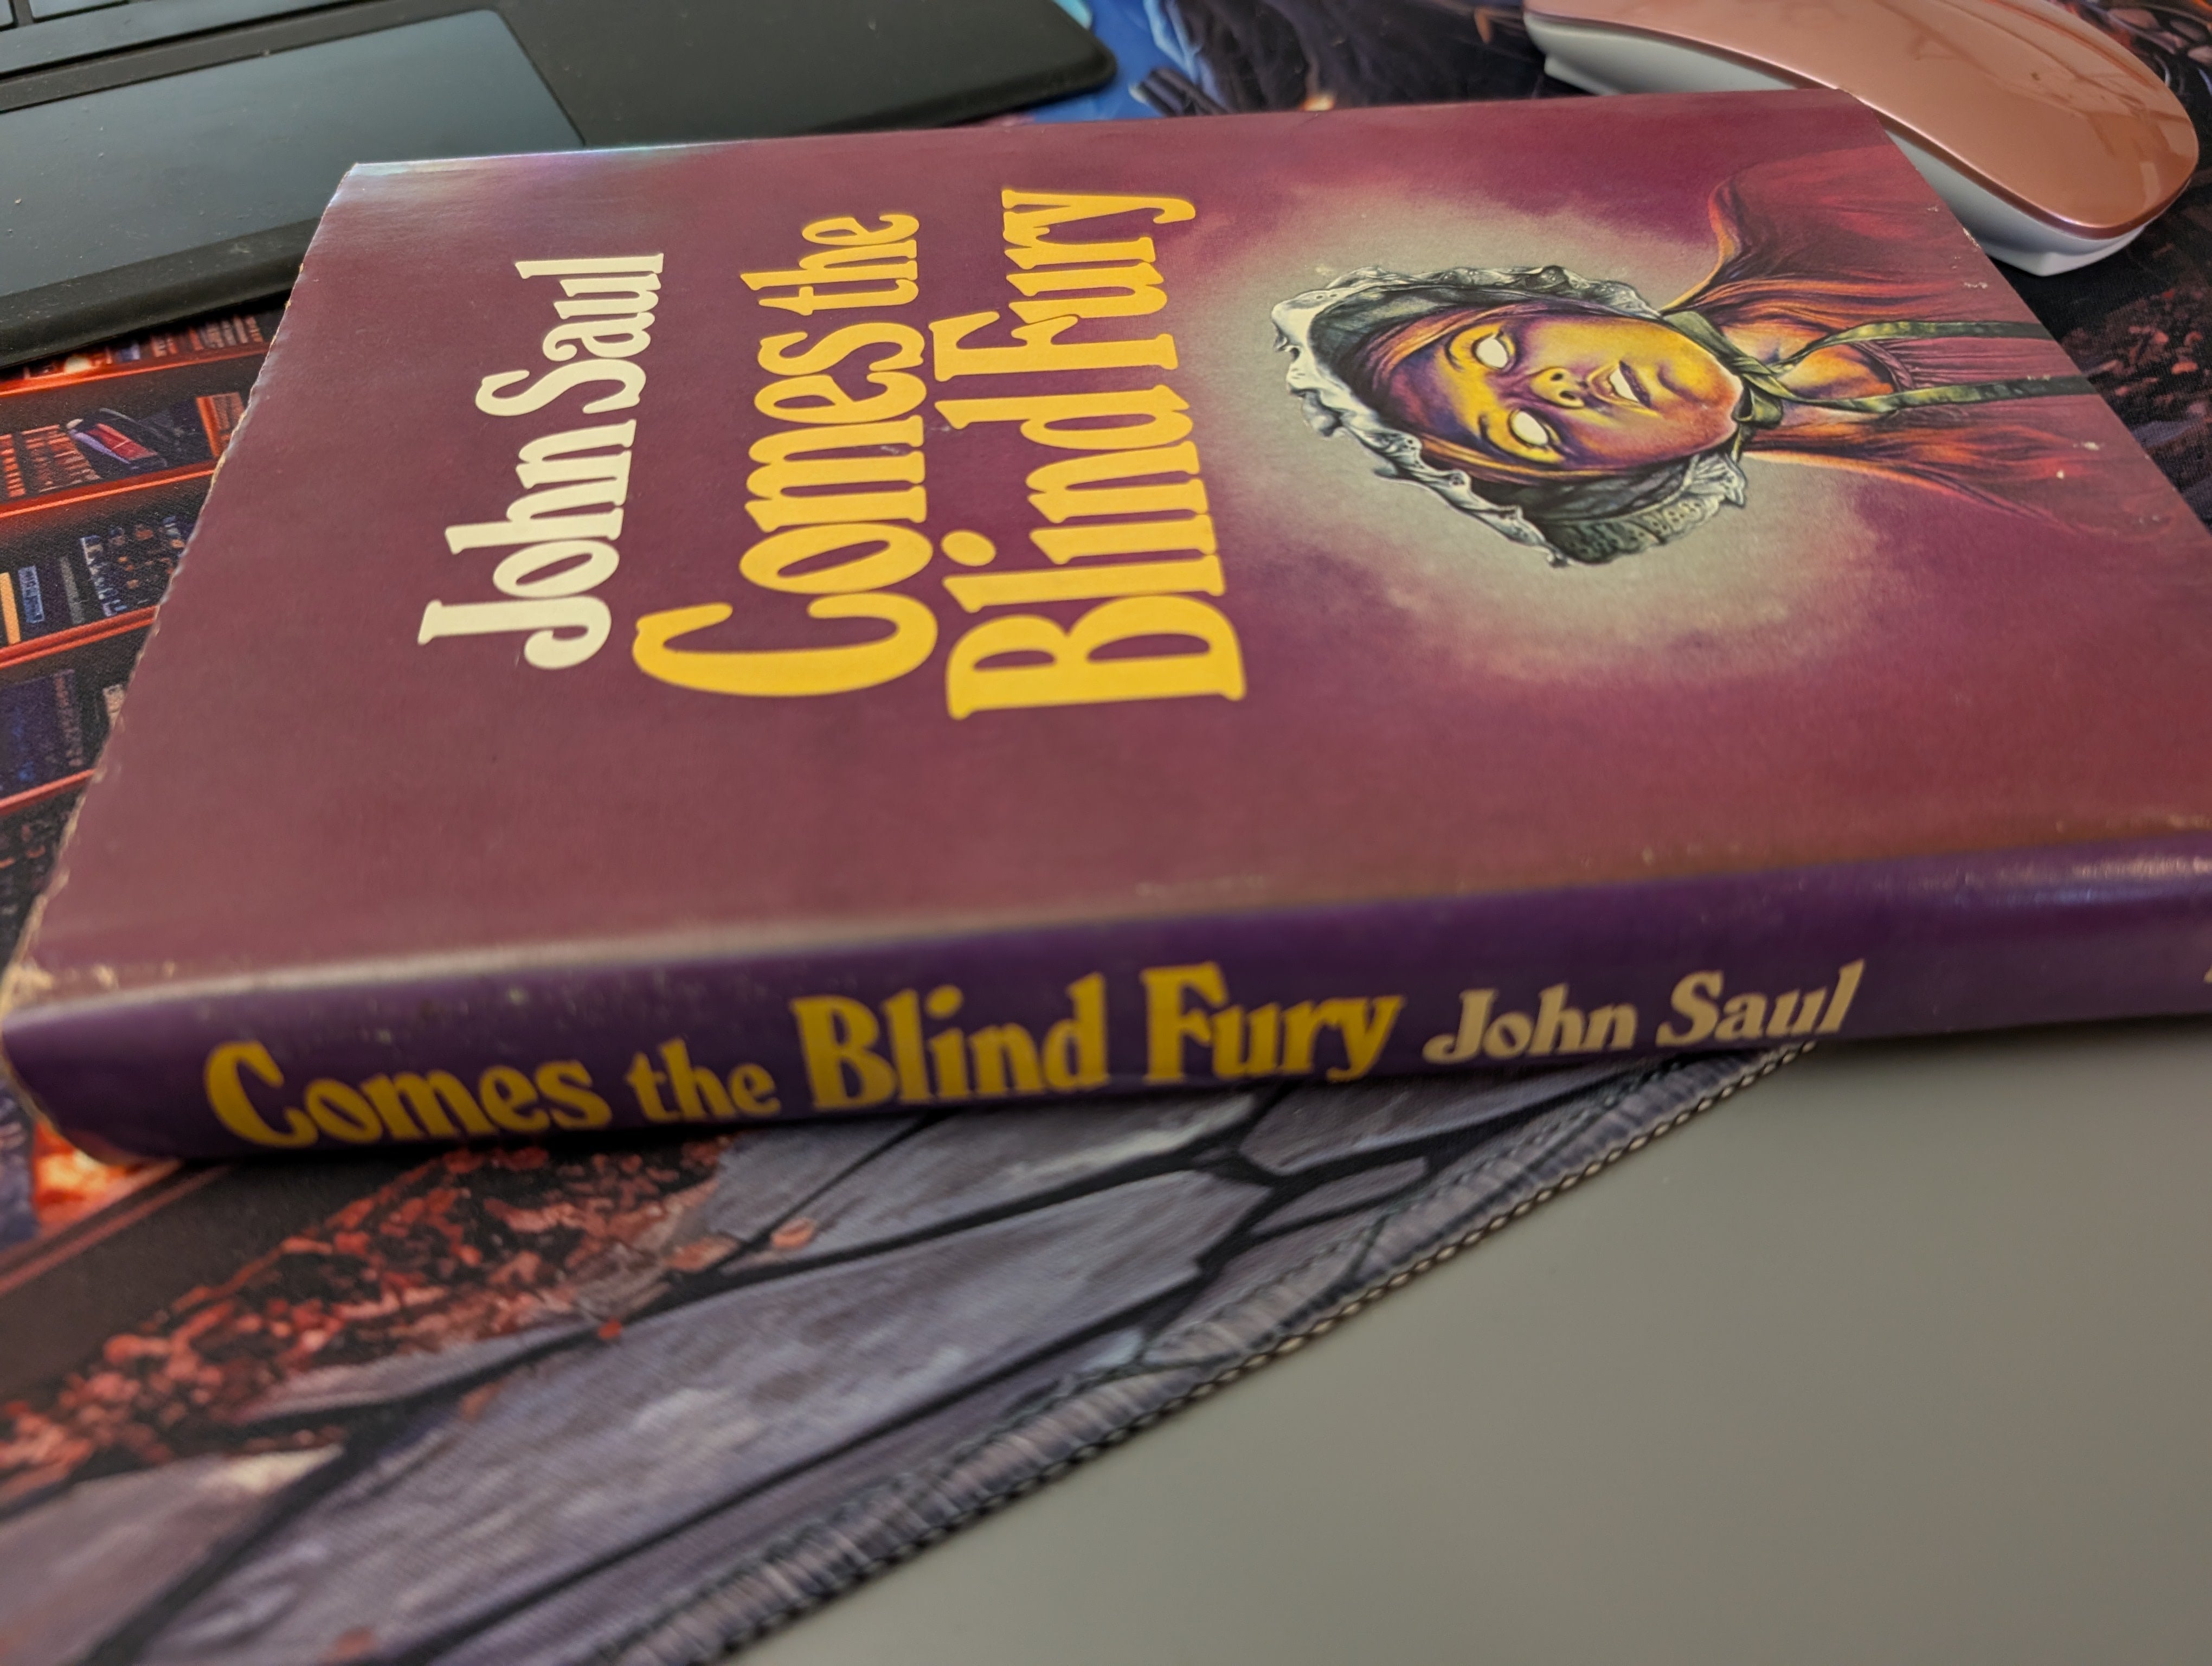 John Saul
Comes the
Blind Fury
Comes the Blind Fury John Saul